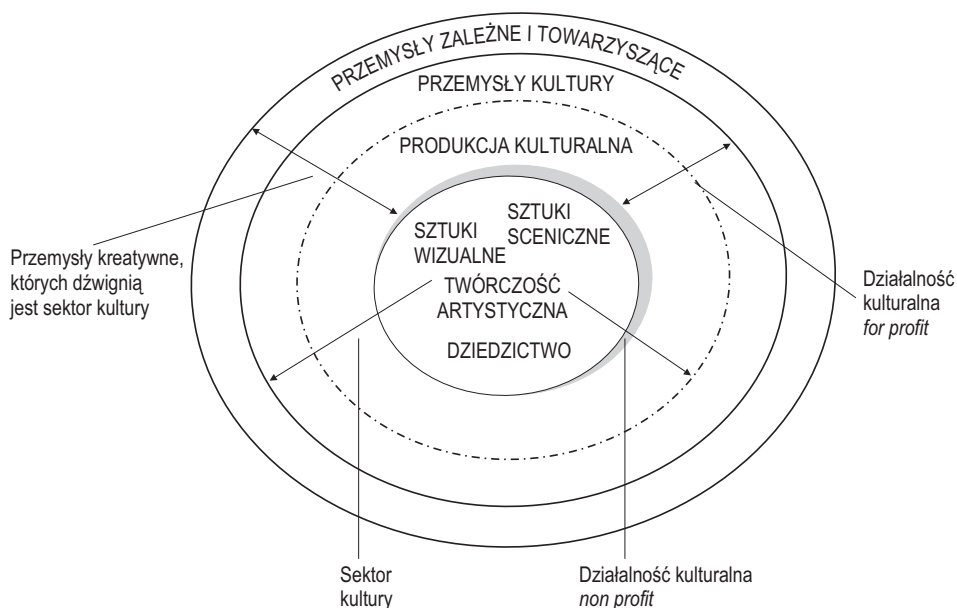 PRZEMYSŁY ZALEŻNE I TOWARZYSZĄCE
PRZEMYSŁY KULTURY
PRODUKCJA KULTURALNA
SZTUKI
WIZUALNE
SZTUKI
SCENICZNE
TWÓRCZOŚĆ
ARTYSTYCZNA
DZIEDZICTWO
Przemysły kreatywne,
których dźwignią
jest sektor kultury
Działalność
kulturalna
for profit
Sektor
kultury
Działalność kulturalna
non profit